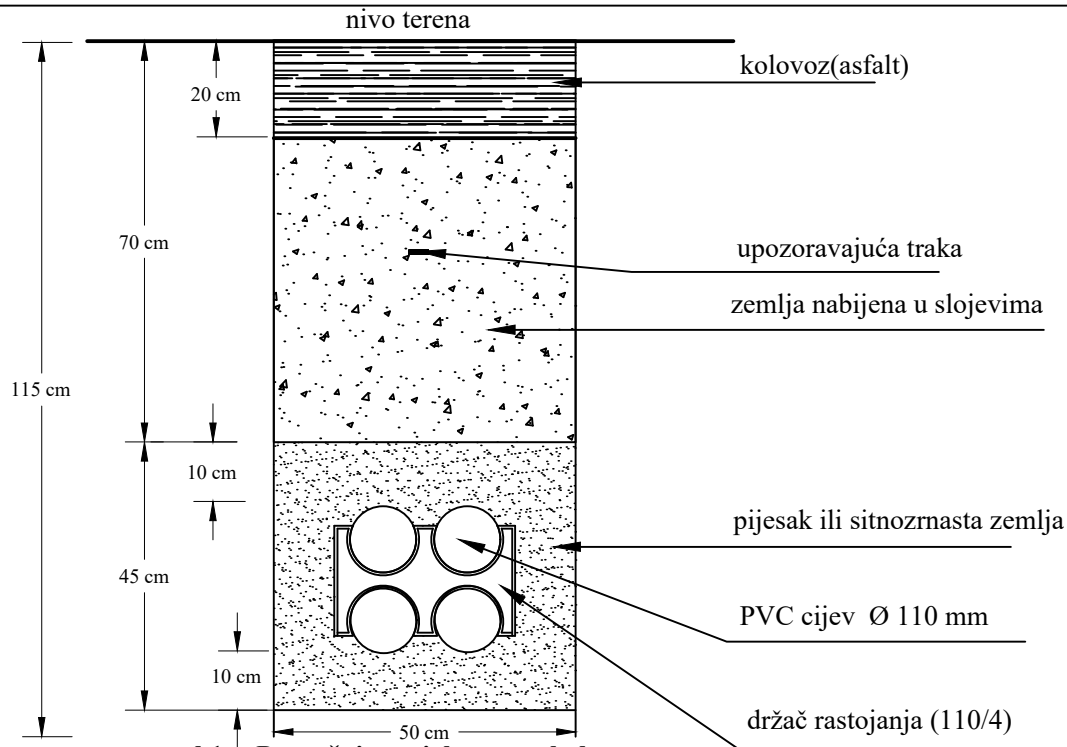 nivo terena
kolovoz(asfalt)
20 cm
70 cm
upozoravajuća traka
zemlja nabijena u slojevima
115 cm
10 cm
pijesak ili sitnozrnasta zemlja
45 cm
PVC cijev Ø 110 mm
10 cm
držač rastojanja (110/4)
50 cm